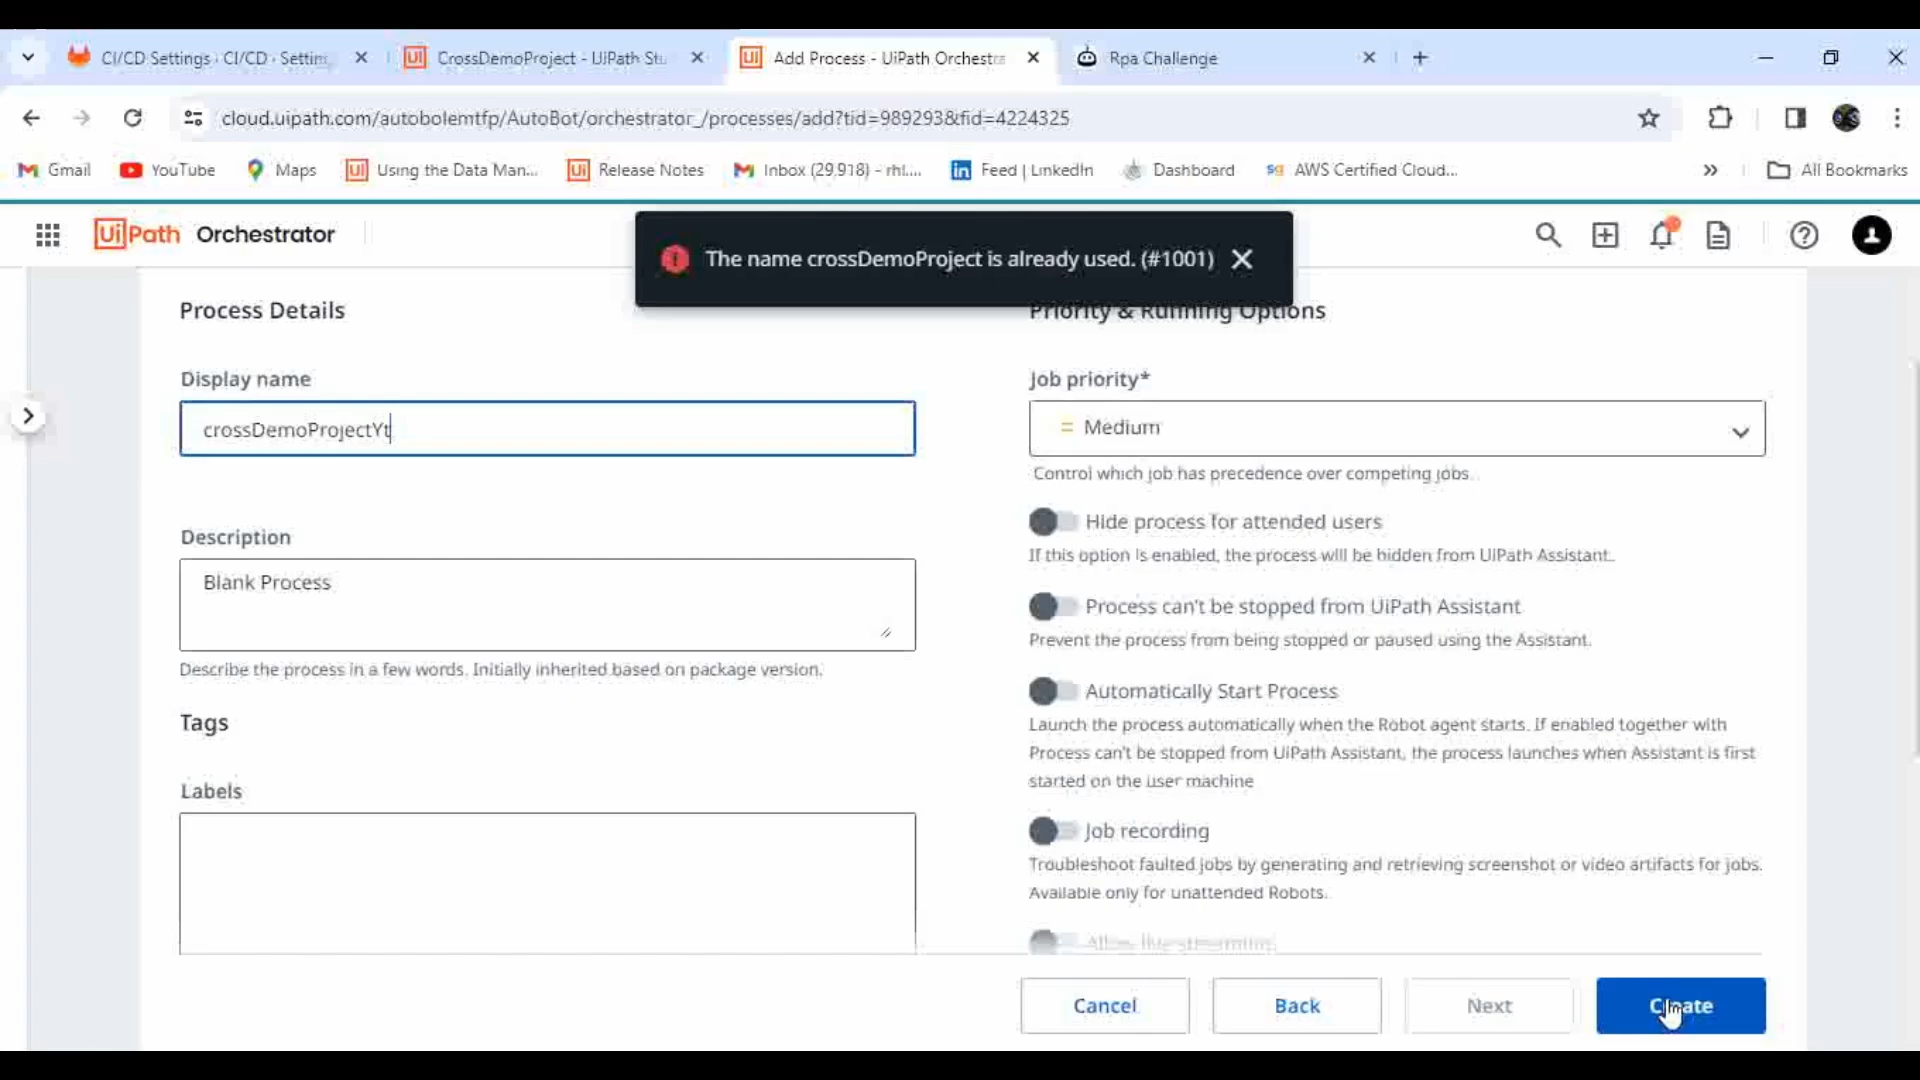 CI/CD Settings · CI/CD · Settin
CrossDemoProject - UiPath Stu
Add Process - UiPath Orchestra
Rpa Challenge
cloud.uipath.com/autobolemtfp/AutoBot/orchestrator_/processes/add?tid=989293&fid=4224325
Gmail
YouTube
Maps
Using the Data Man...
Release Notes
Inbox (29,918) - rhl....
Feed | LinkedIn
Dashboard
AWS Certified Cloud...
All Bookmarks
UiPath Orchestrator
The name crossDemoProject is already used. (#1001)
Process Details
Display name
crossDemoProjectYt
Description
Blank Process
Describe the process in a few words. Initially inherited based on package version.
Tags
Labels
Priority & Running Options
Job priority*
= Medium
Control which job has precedence over competing jobs.
Hide process for attended users
If this option is enabled, the process will be hidden from UiPath Assistant.
Process can't be stopped from UiPath Assistant
Prevent the process from being stopped or paused using the Assistant.
Automatically Start Process
Launch the process automatically when the Robot agent starts. If enabled together with
Process can't be stopped from UiPath Assistant, the process launches when Assistant is first
started on the user machine
Job recording
Troubleshoot faulted jobs by generating and retrieving screenshot or video artifacts for jobs.
Available only for unattended Robots.
Allow live streaming
Cancel
Back
Next
Create